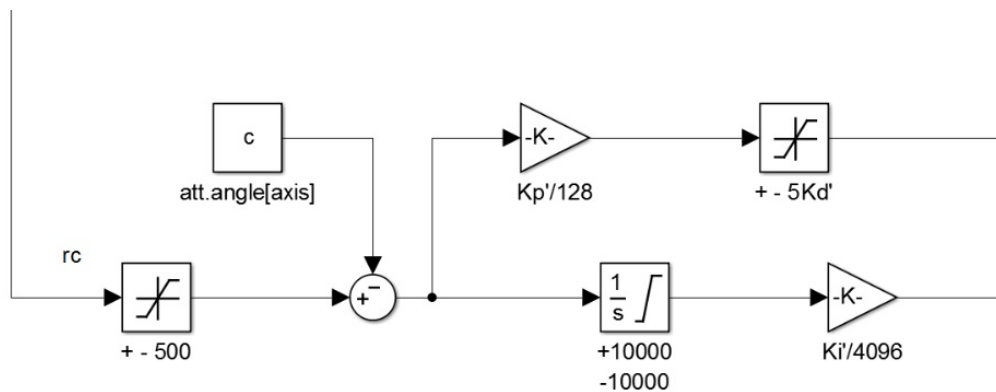 c
-K-
att.angle[axis]
Kp'/128
+ - 5Kd'
rc
+ -
1
s
-K-
+ - 500
+10000
-10000
Ki'/4096